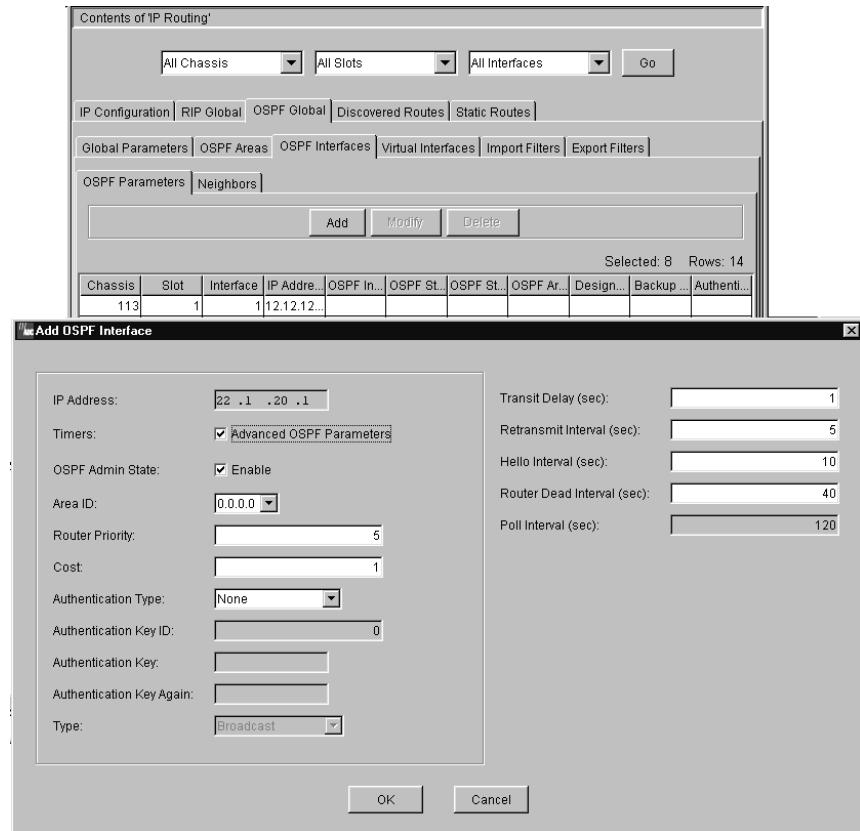 Contents of 'IP Routing'
All Chassis All Slots All Interfaces Go
IP Configuration RIP Global OSPF Global Discovered Routes Static Routes
Global Parameters OSPF Areas OSPF Interfaces Virtual Interfaces Import Filters Export Filters
OSPF Parameters Neighbors
Add Modify Delete
Selected: 8 Rows: 14
Chassis Slot Interface IP Addre... OSPF In... OSPF St... OSPF St... OSPF Ar... Design... Backup ... Authenti...
113 1 1 12.12.12...
Add OSPF Interface
IP Address: 22 .1 .20 .1
Timers: Advanced OSPF Parameters
OSPF Admin State: Enable
Area ID: 0.0.0.0
Router Priority: 5
Cost: 1
Authentication Type: None
Authentication Key ID: 0
Authentication Key:
Authentication Key Again:
Type: Broadcast
Transit Delay (sec): 1
Retransmit Interval (sec): 5
Hello Interval (sec): 10
Router Dead Interval (sec): 40
Poll Interval (sec): 120
OK Cancel